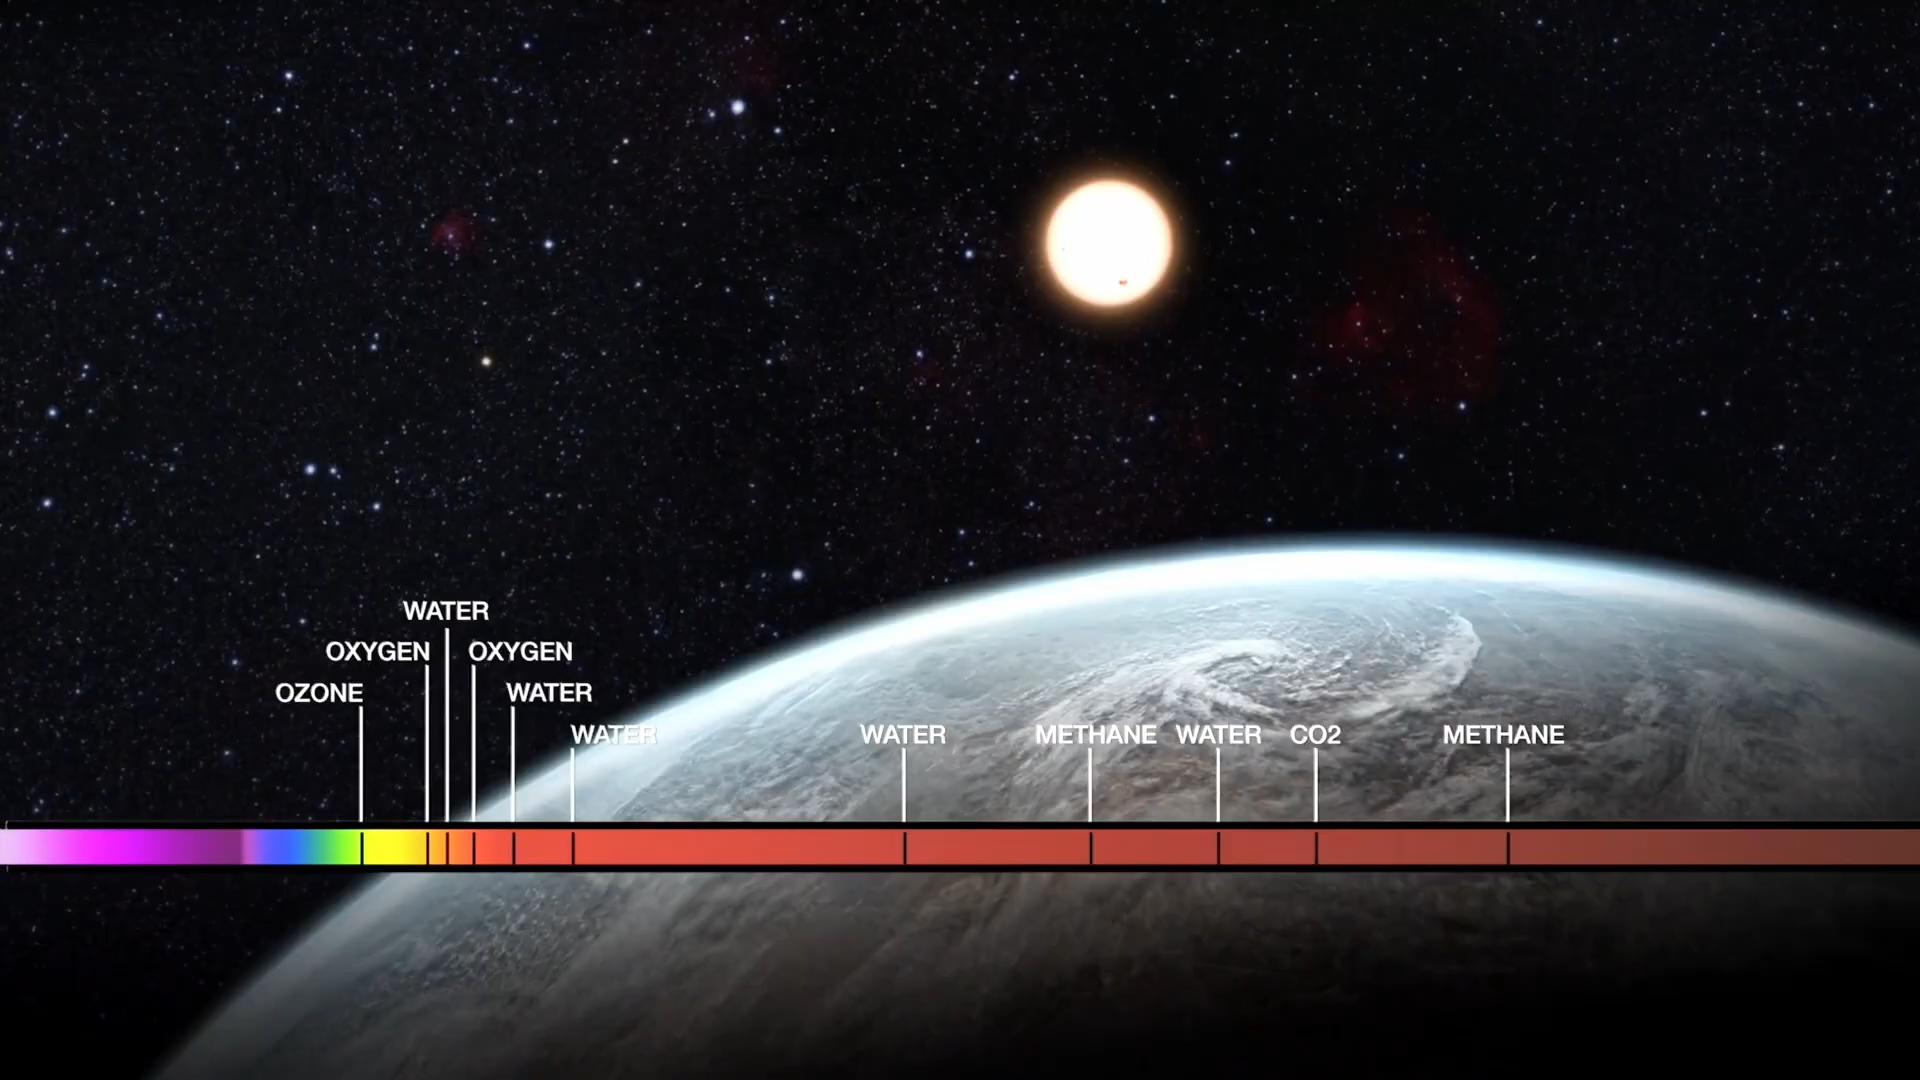 WATER
OXYGEN OXYGEN
OZONE WATER
WATER WATER METHANE WATER CO2 METHANE